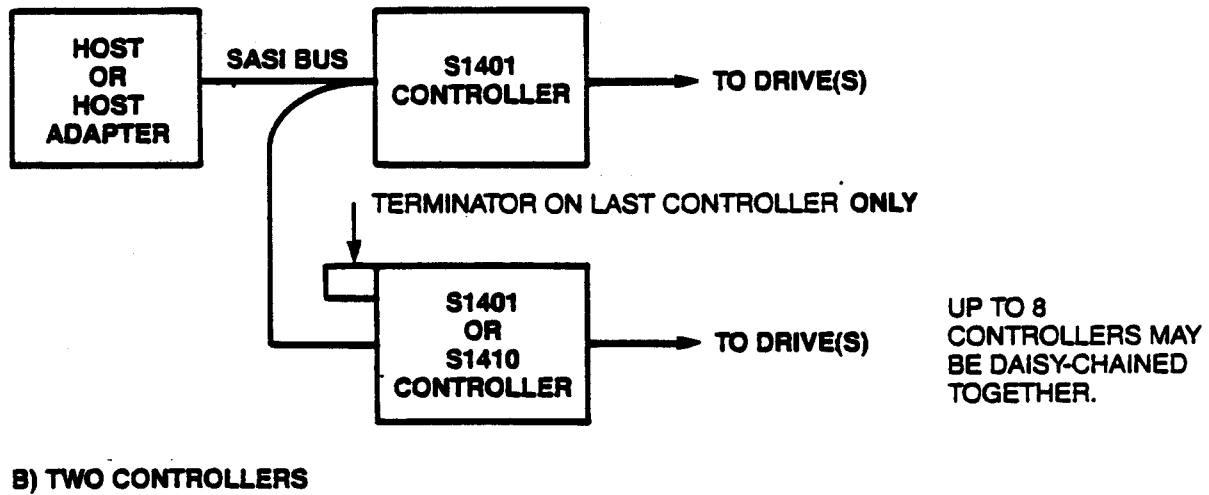 HOST
OR
HOST
ADAPTER
SASI BUS
S1401
CONTROLLER
TO DRIVE(S)
TERMINATOR ON LAST CONTROLLER ONLY
S1401
OR
S1410
CONTROLLER
TO DRIVE(S)
UP TO 8
CONTROLLERS MAY
BE DAISY-CHAINED
TOGETHER.
B) TWO CONTROLLERS